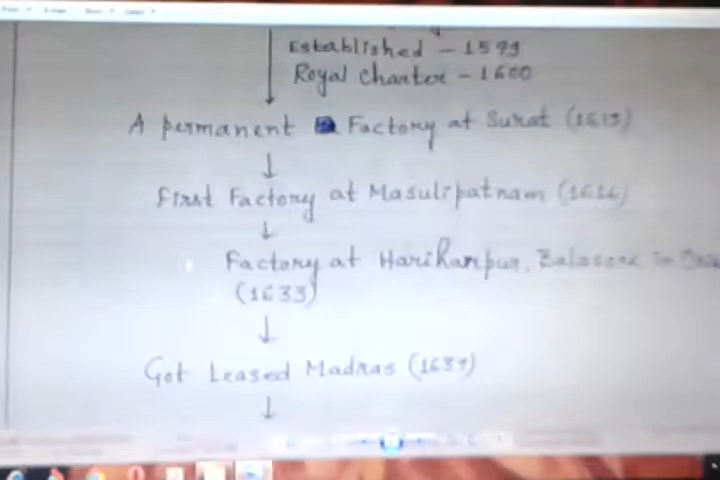 Established - 1599
Royal Charter - 1600
A permanent Factory at Surat (1613)
First Factory at Masulipatnam (1616)
Factory at Hariharpur, Balasore in
(1633)
Got Leased Madras (1639)